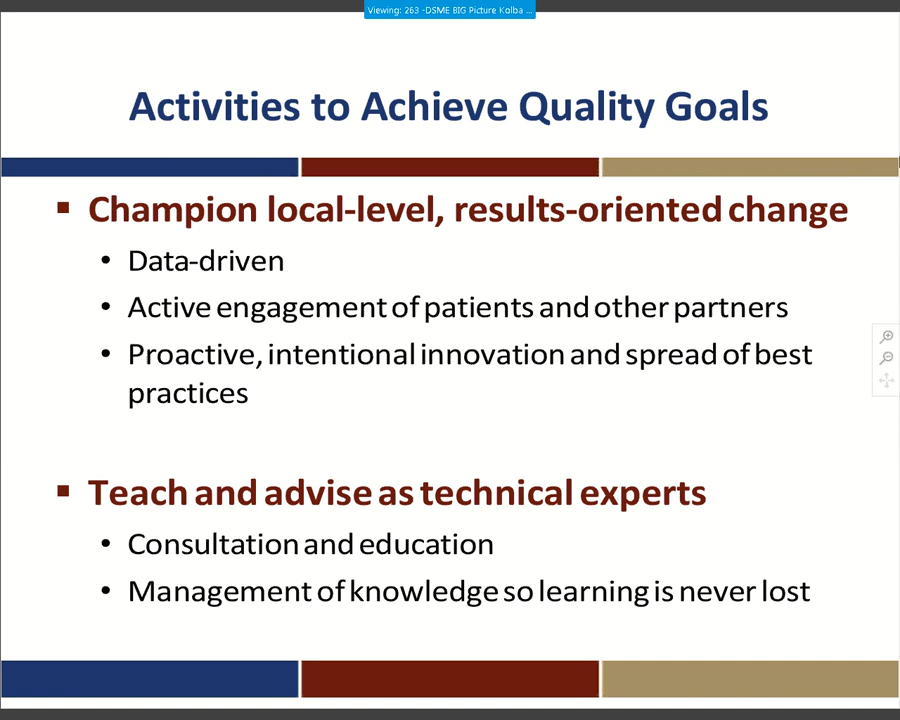 Viewing: 263 -DSME BIG Picture Kolba ...
Activities to Achieve Quality Goals
▪ Champion local-level, results-oriented change
• Data-driven
• Active engagement of patients and other partners
• Proactive, intentional innovation and spread of best
practices
▪ Teach and advise as technical experts
• Consultation and education
• Management of knowledge so learning is never lost